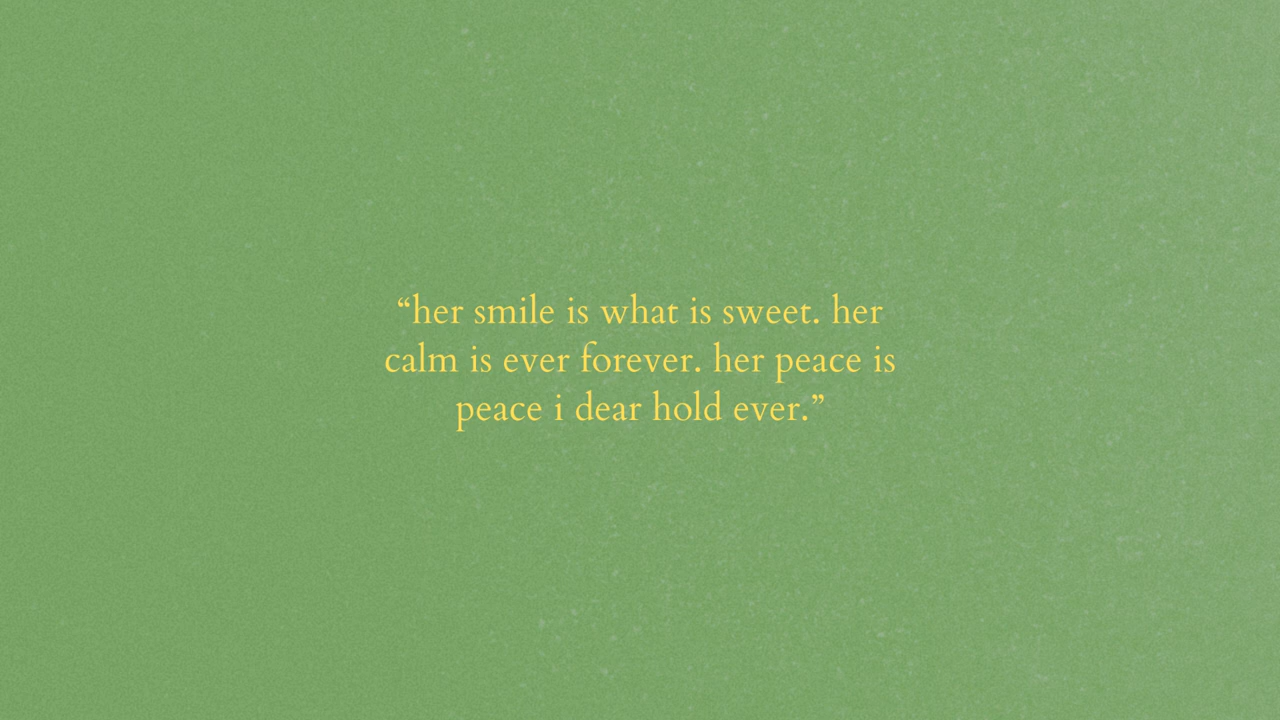 “her smile is what is sweet. her
calm is ever forever. her peace is
peace i dear hold ever.”